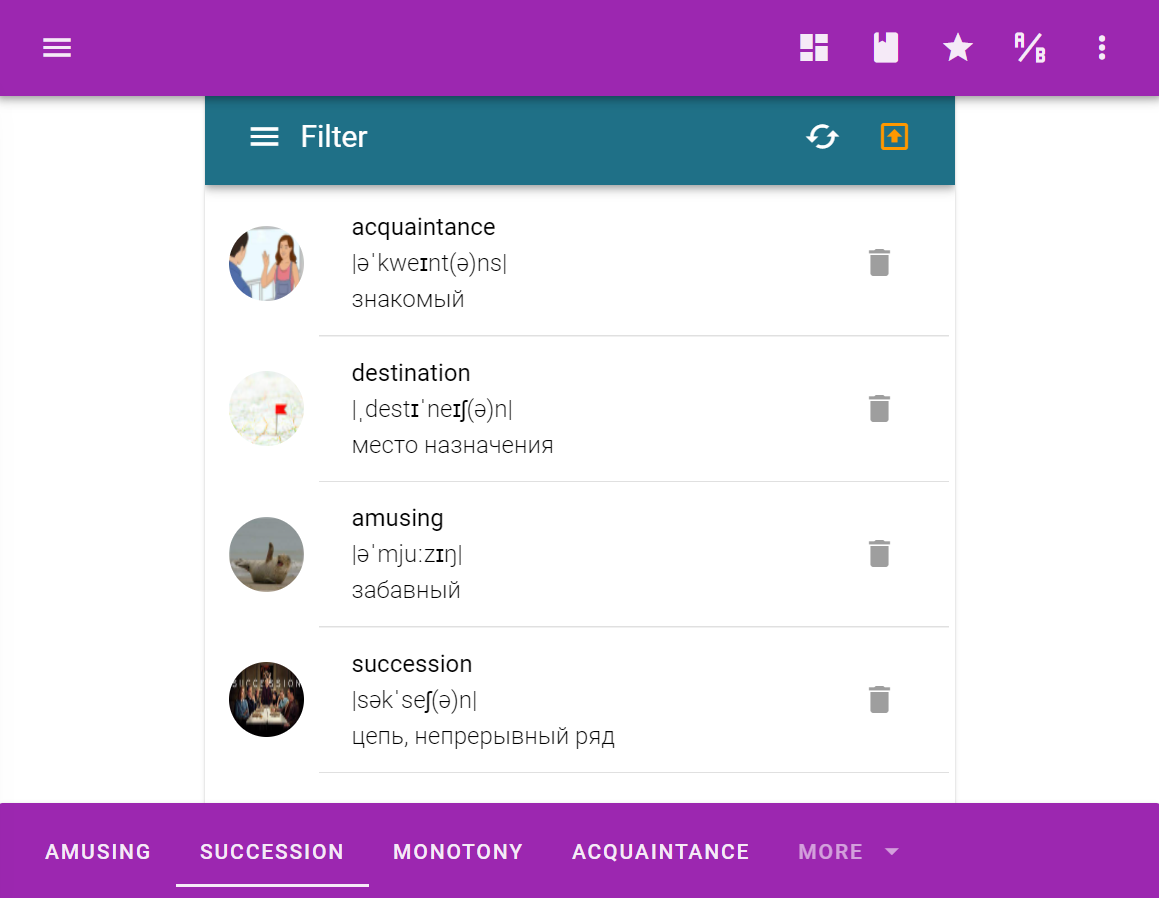 A/B
Filter
acquaintance
|əˈkweɪnt(ə)ns|
знакомый
destination
|ˌdestɪˈneɪʃ(ə)n|
место назначения
amusing
|əˈmjuːzɪŋ|
забавный
SUCCESSION
succession
|səkˈseʃ(ə)n|
цепь, непрерывный ряд
AMUSING SUCCESSION MONOTONY ACQUAINTANCE MORE